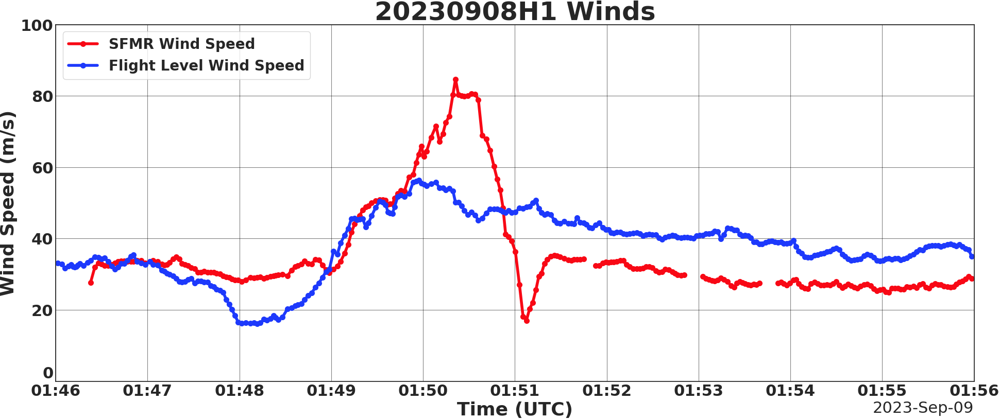 20230908H1 Winds
SFMR Wind Speed
Flight Level Wind Speed
Wind Speed (m/s)
100
80
60
40
20
0
01:46 01:47 01:48 01:49 01:50 01:51 01:52 01:53 01:54 01:55 01:56
Time (UTC)
2023-Sep-09